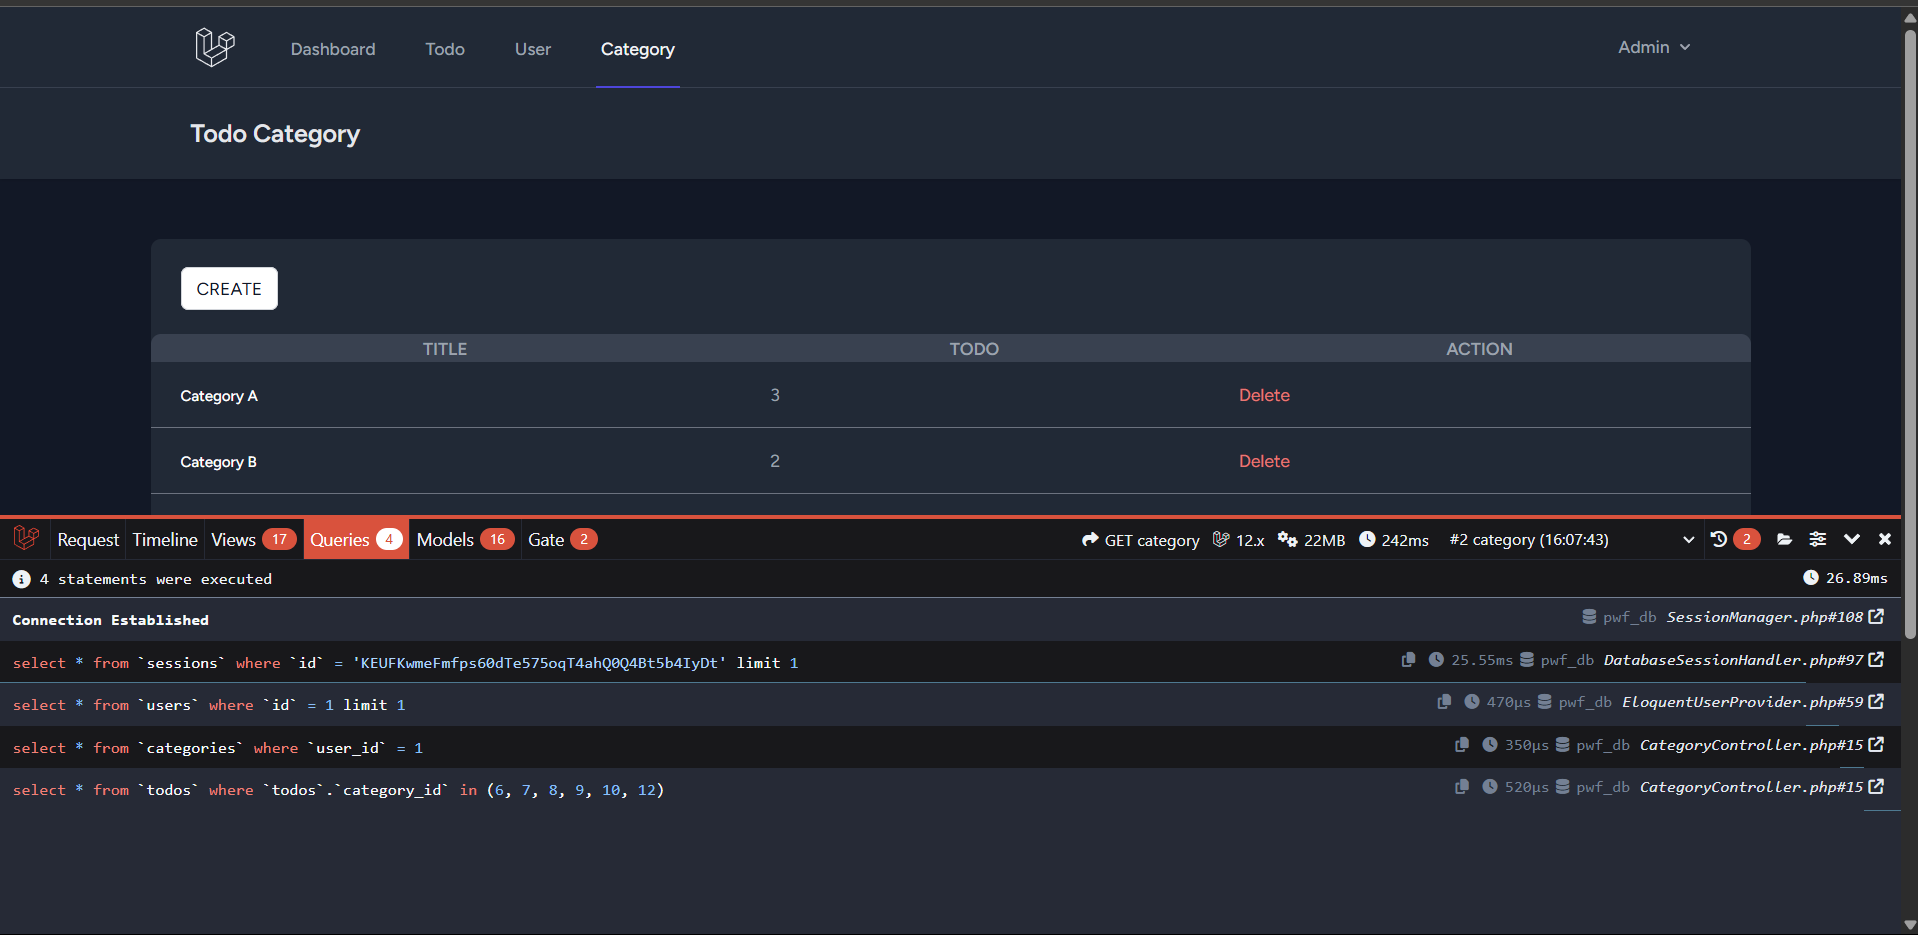 Dashboard Todo User Category Admin
Todo Category
CREATE
TITLE TODO ACTION
Category A 3 Delete
Category B 2 Delete
Request Timeline Views 17 Queries 4 Models 16 Gate 2 GET category 12.x 22MB 242ms #2 category (16:07:43) 2
4 statements were executed 26.89ms
Connection Established pwf_db SessionManager.php#108
select * from `sessions` where `id` = 'KEUFKwmeFmfps60dTe575oqT4ahQ0Q4Bt5b4IyDt' limit 1 25.55ms pwf_db DatabaseSessionHandler.php#97
select * from `users` where `id` = 1 limit 1 470μs pwf_db EloquentUserProvider.php#59
select * from `categories` where `user_id` = 1 350μs pwf_db CategoryController.php#15
select * from `todos` where `todos`.`category_id` in (6, 7, 8, 9, 10, 12) 520μs pwf_db CategoryController.php#15